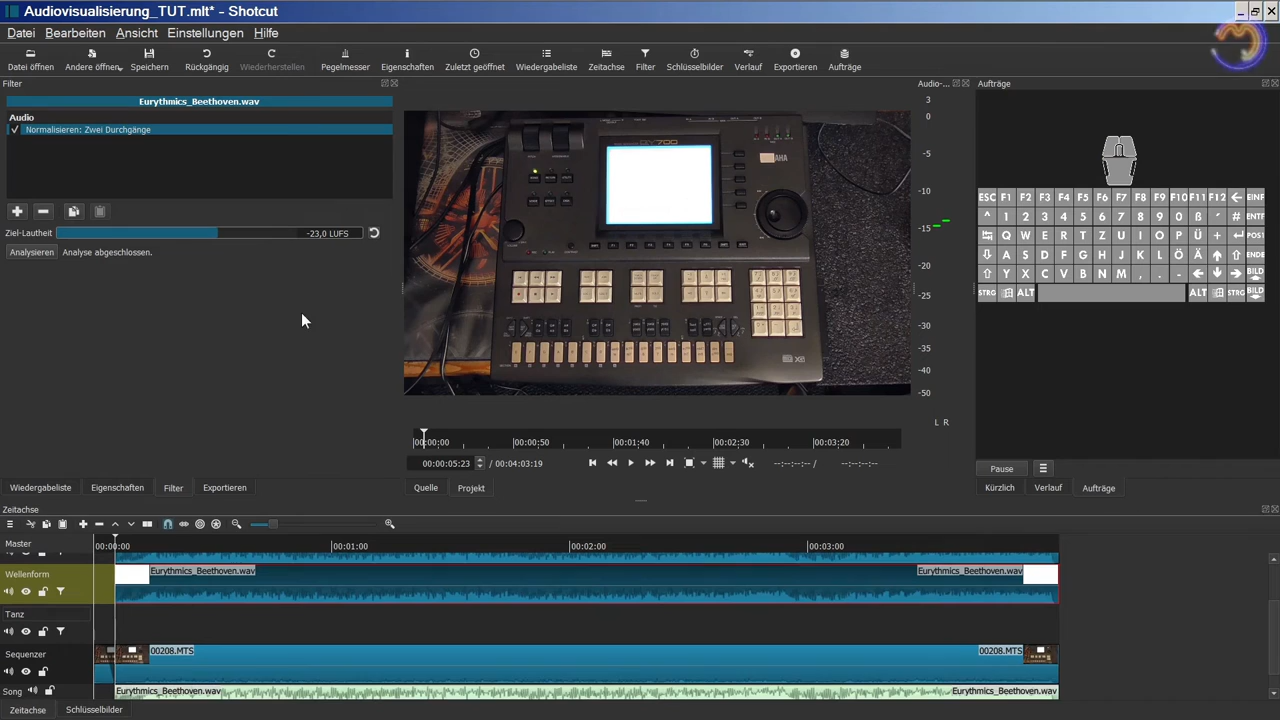 Audiovisualisierung_TUT.mlt* - Shotcut
Datei Bearbeiten Ansicht Einstellungen Hilfe
Datei öffnen Andere öffnen Speichern Rückgängig Wiederherstellen Pegelmesser Eigenschaften Zuletzt geöffnet Wiedergabeliste Zeitachse Filter Schlüsselbilder Verlauf Exportieren Aufträge
Filter
Audio-...
Aufträge
Eurythmics_Beethoven.wav
Audio
Normalisieren: Zwei Durchgänge
Ziel-Lautheit -23,0 LUFS
Analysieren Analyse abgeschlossen.
3
0
-5
-10
-15
-20
-25
-30
-35
-40
-50
L R
ESC F1 F2 F3 F4 F5 F6 F7 F8 F9 F10 F11 F12 EINF
^ 1 2 3 4 5 6 7 8 9 0 ß ´ # ENTF
Q W E R T Z U I O P Ü + POS1
A S D F G H J K L Ö Ä ENDE
Y X C V B N M , . - BILD
STRG ALT ALT STRG BILD
00:00:00 00:00:50 00:01:40 00:02:30 00:03:20
00:00:05:23 / 00:04:03:19 --:--:--:-- / --:--:--:--
Pause
Wiedergabeliste Eigenschaften Filter Exportieren
Quelle Projekt
Kürzlich Verlauf Aufträge
Zeitachse
Master
00:00:00 00:01:00 00:02:00 00:03:00
Wellenform
Eurythmics_Beethoven.wav Eurythmics_Beethoven.wav
Tanz
Sequenzer
00208.MTS 00208.MTS
Song
Eurythmics_Beethoven.wav Eurythmics_Beethoven.wav
Zeitachse Schlüsselbilder